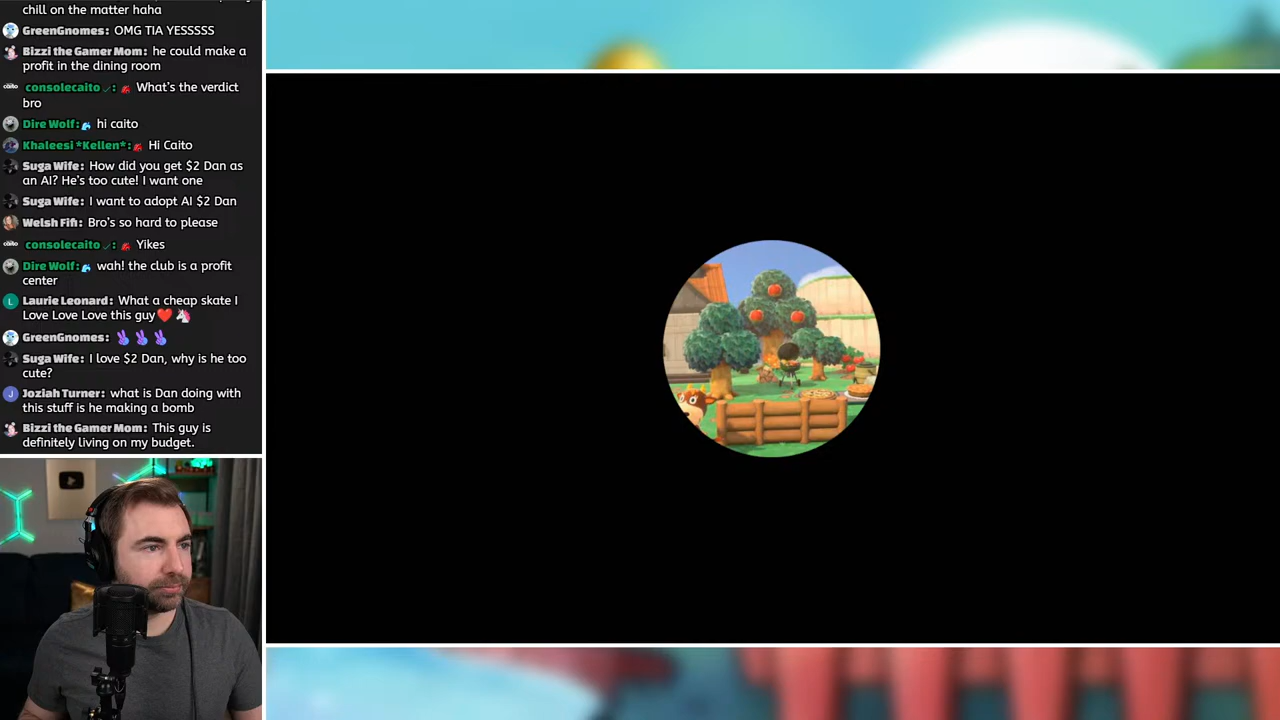 chill on the matter haha
GreenGnomes: OMG TIA YESSSSS
Bizzi the Gamer Mom: he could make a
profit in the dining room
consolecaito: What's the verdict
bro
Dire Wolf: hi caito
Khaleesi *Kellen*: Hi Caito
Suga Wife: How did you get $2 Dan as
an AI? He's too cute! I want one
Suga Wife: I want to adopt AI $2 Dan
Welsh Fifi: Bro's so hard to please
consolecaito: Yikes
Dire Wolf: wah! the club is a profit
center
Laurie Leonard: What a cheap skate I
Love Love Love this guy
GreenGnomes:
Suga Wife: I love $2 Dan, why is he too
cute?
Joziah Turner: what is Dan doing with
this stuff is he making a bomb
Bizzi the Gamer Mom: This guy is
definitely living on my budget.